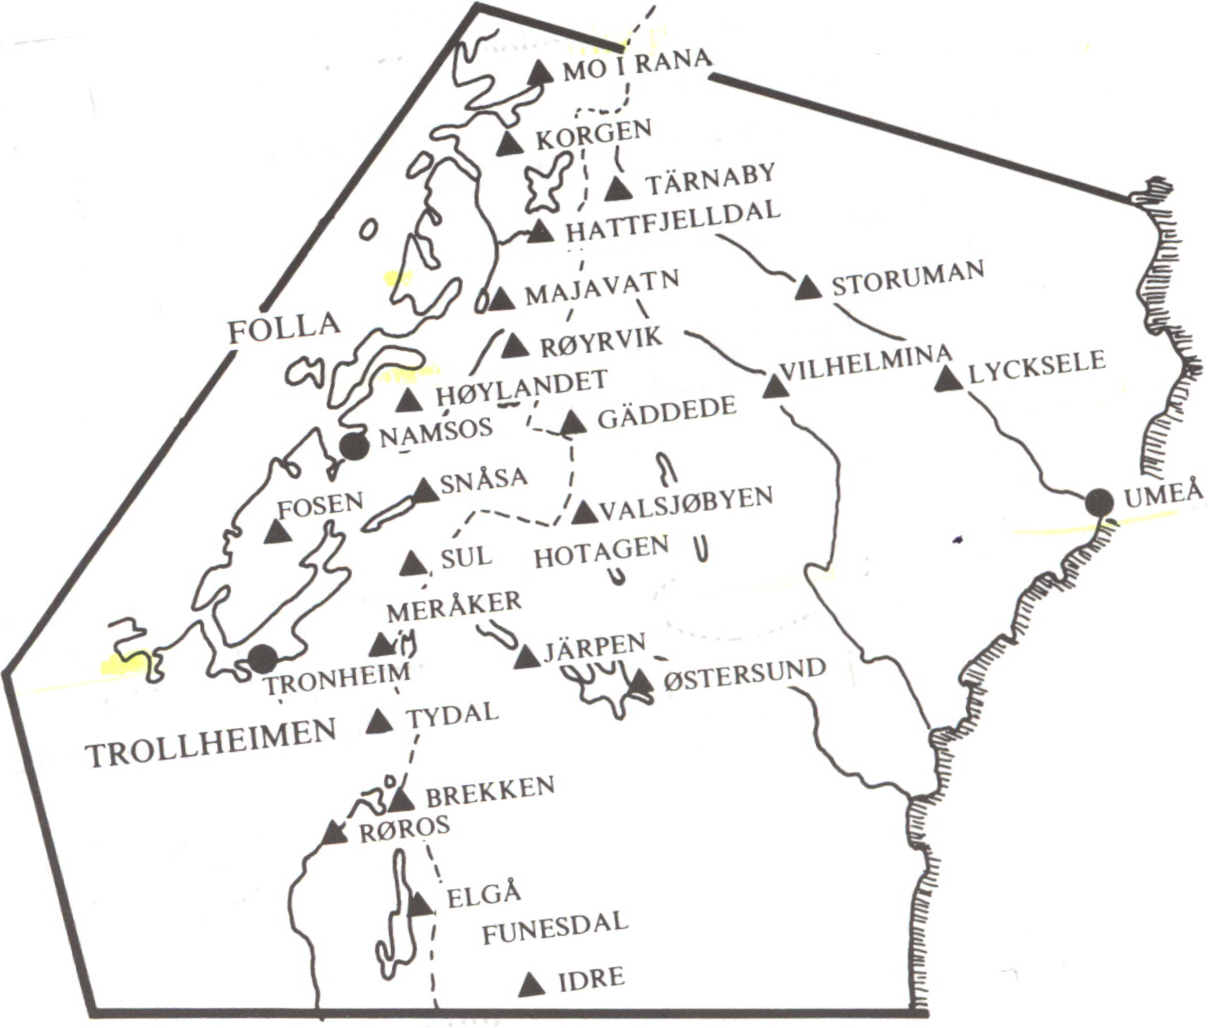 MO I RANA
KORGEN
TÄRNABY
HATTFJELLDAL
STORUMAN
MAJAVATN
FOLLA
RØYRVIK
VILHELMINA
LYCKSELE
HØYLANDET
GÄDDEDE
NAMSOS
SNÅSA
UMEÅ
FOSEN
VALSJØBYEN
SUL
HOTAGEN
MERÅKER
JÄRPEN
TRONHEIM
ØSTERSUND
TROLLHEIMEN
TYDAL
BREKKEN
RØROS
ELGÅ
FUNESDAL
IDRE